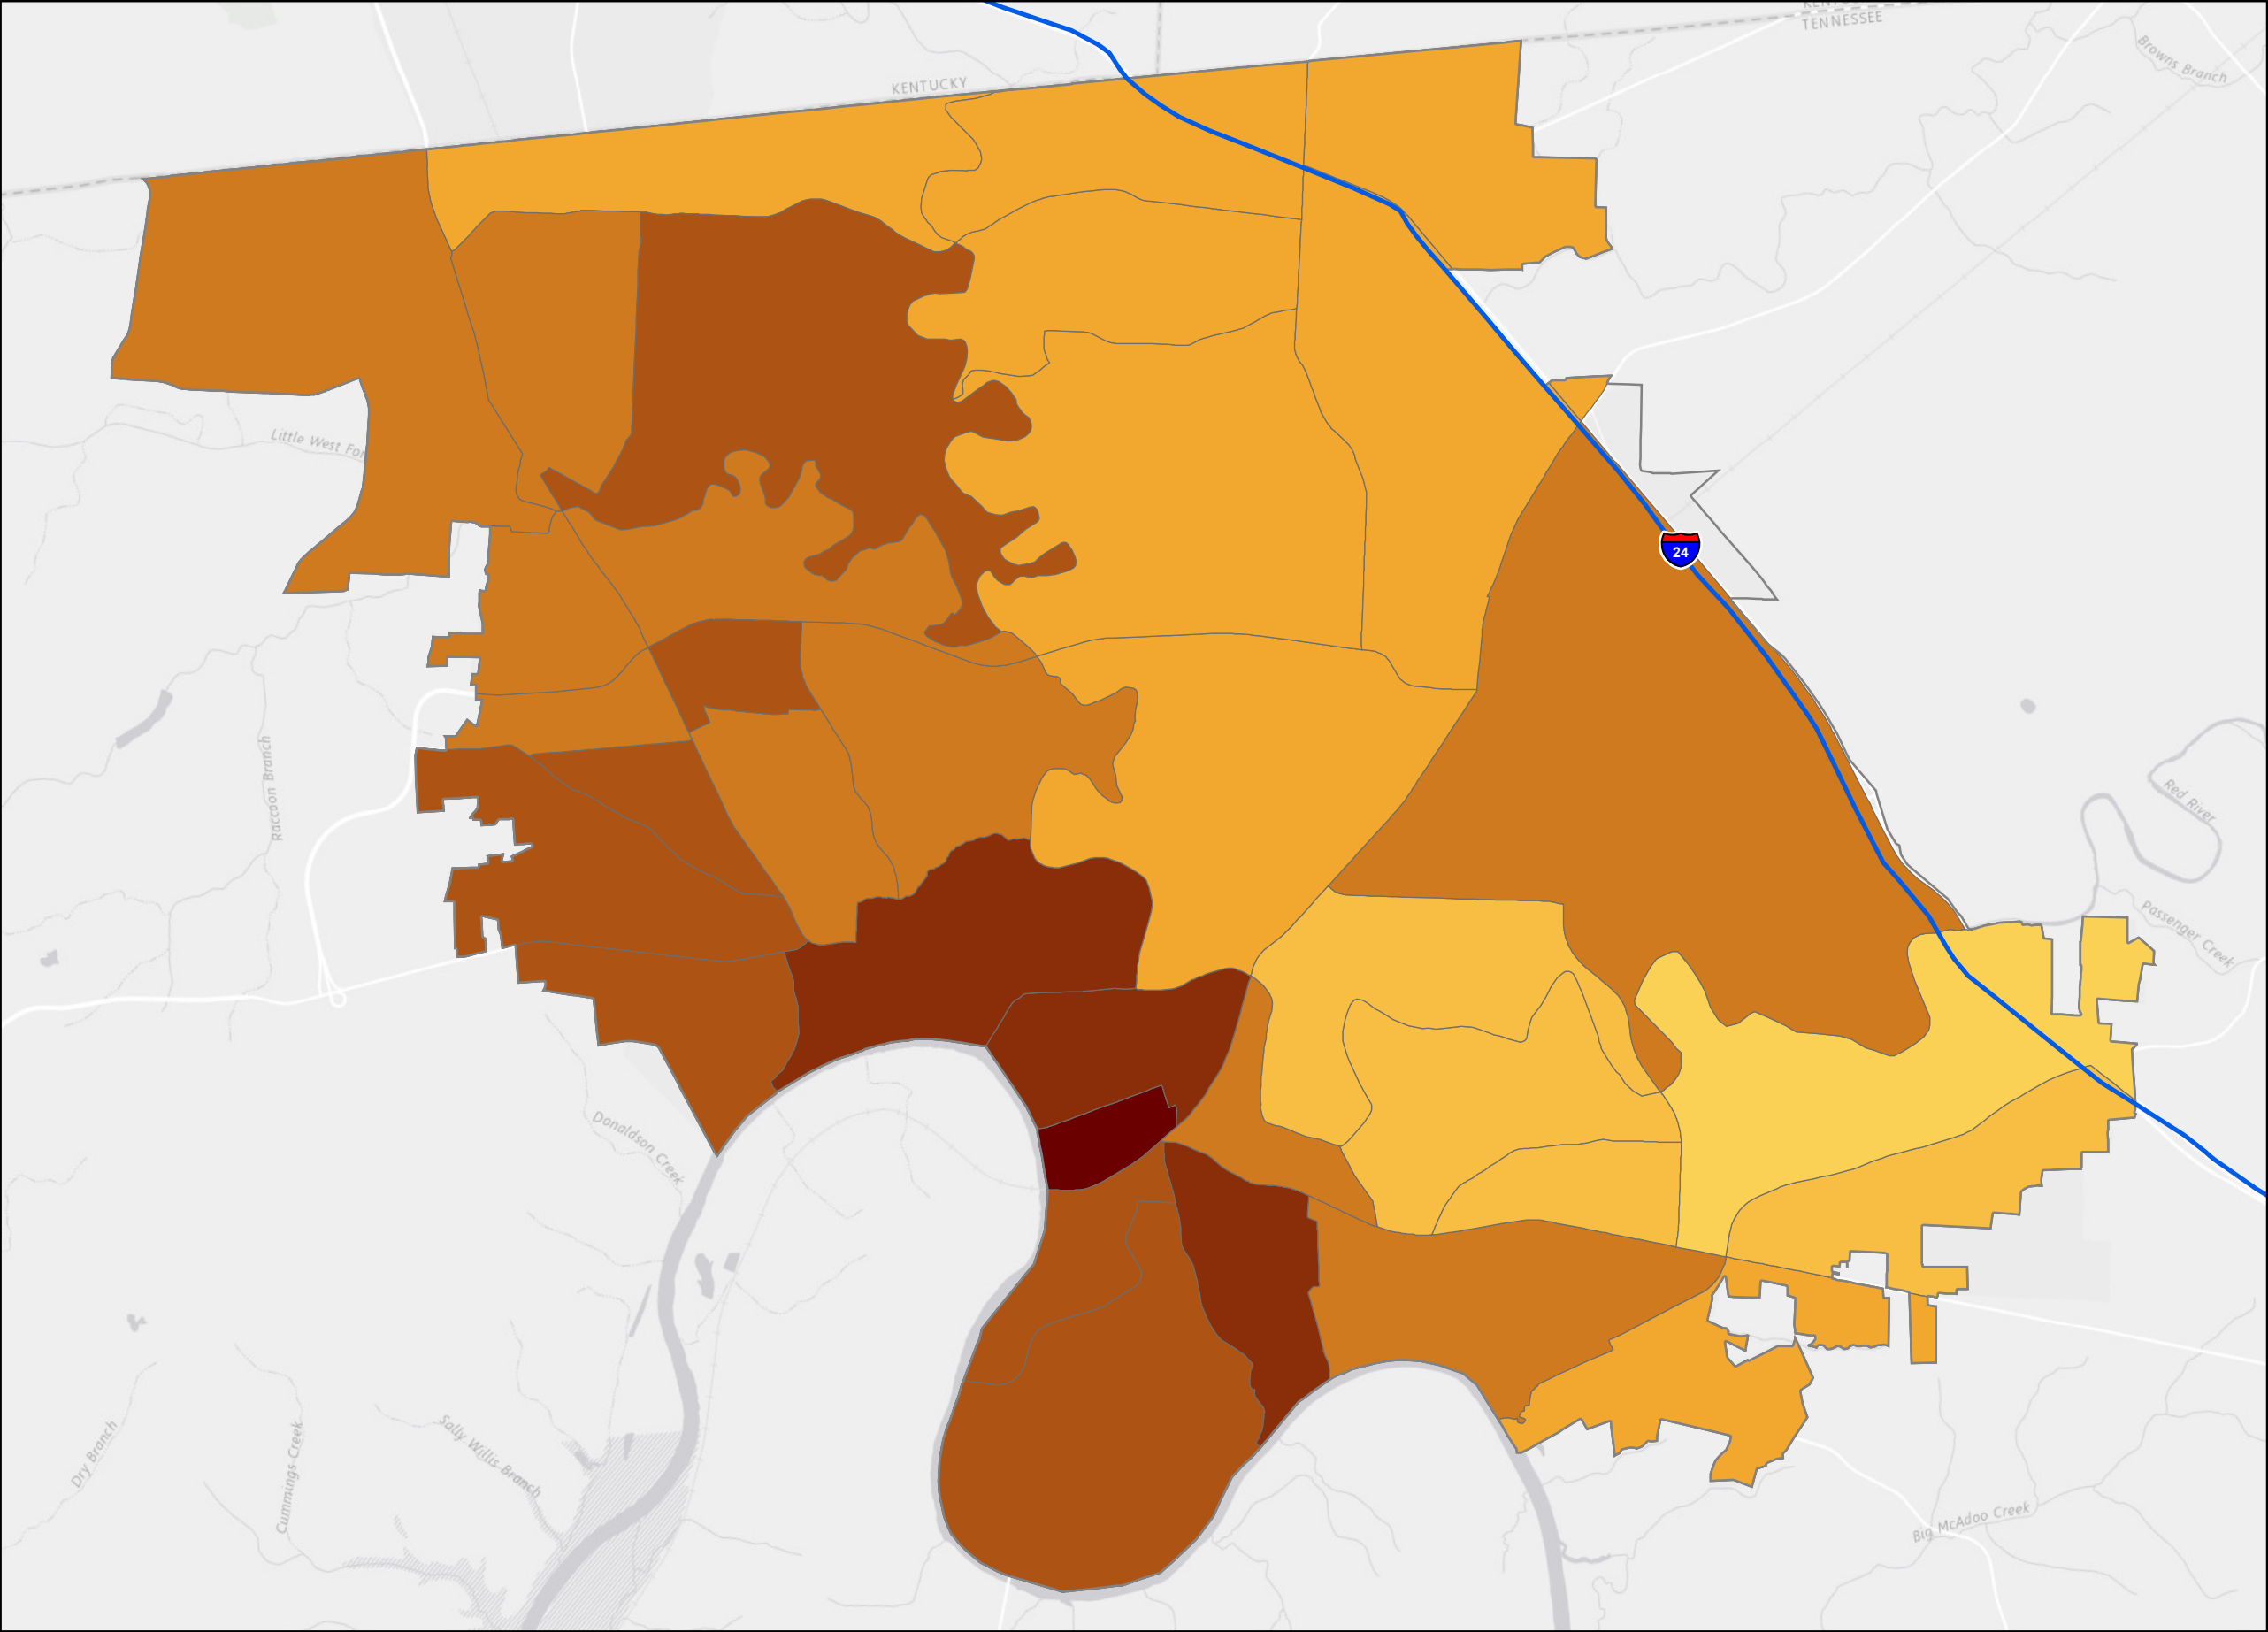 TENNESSEE
KENTUCKY
Browns Branch
Little West For
24
Raccoon Branch
Red River
Passenger Creek
Donaldson Creek
Dry Branch
Cummings Creek
Sally Willis Branch
Big McAdoo Creek